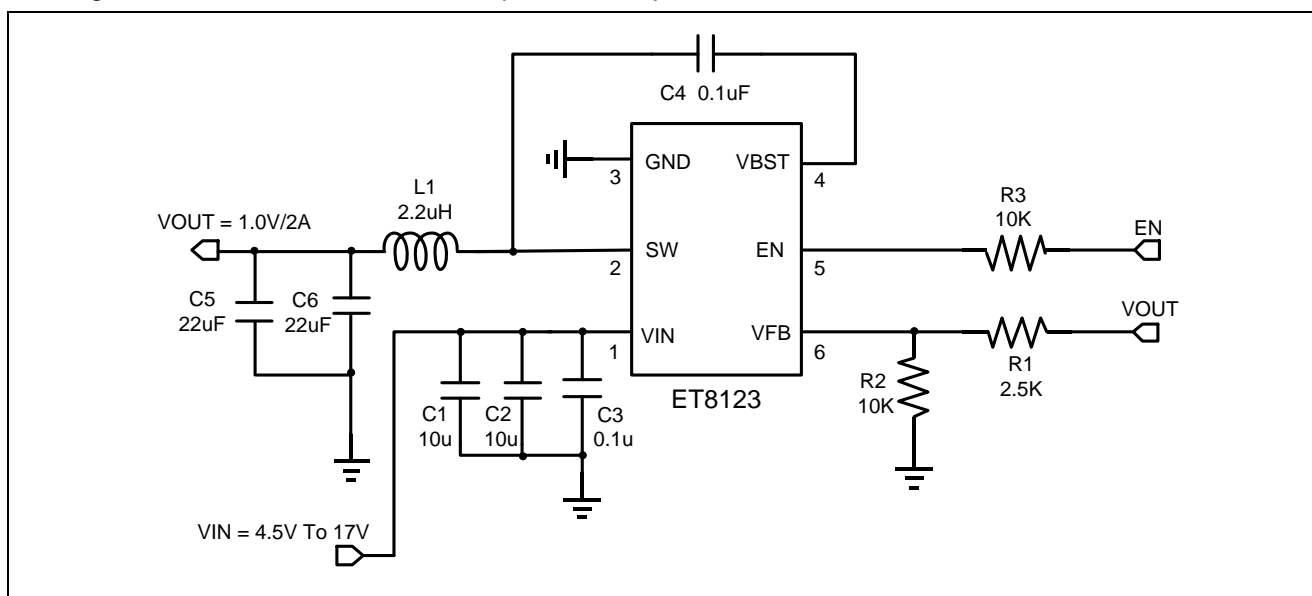 C4 0.1uF
GND
VBST
3
4
L1
2.2uH
R3
10K
VOUT = 1.0V/2A
EN
SW
EN
2
5
C5
22uF
C6
22uF
VOUT
VIN
VFB
1
6
R1
2.5K
R2
10K
ET8123
C1
10u
C2
10u
C3
0.1u
VIN = 4.5V To 17V